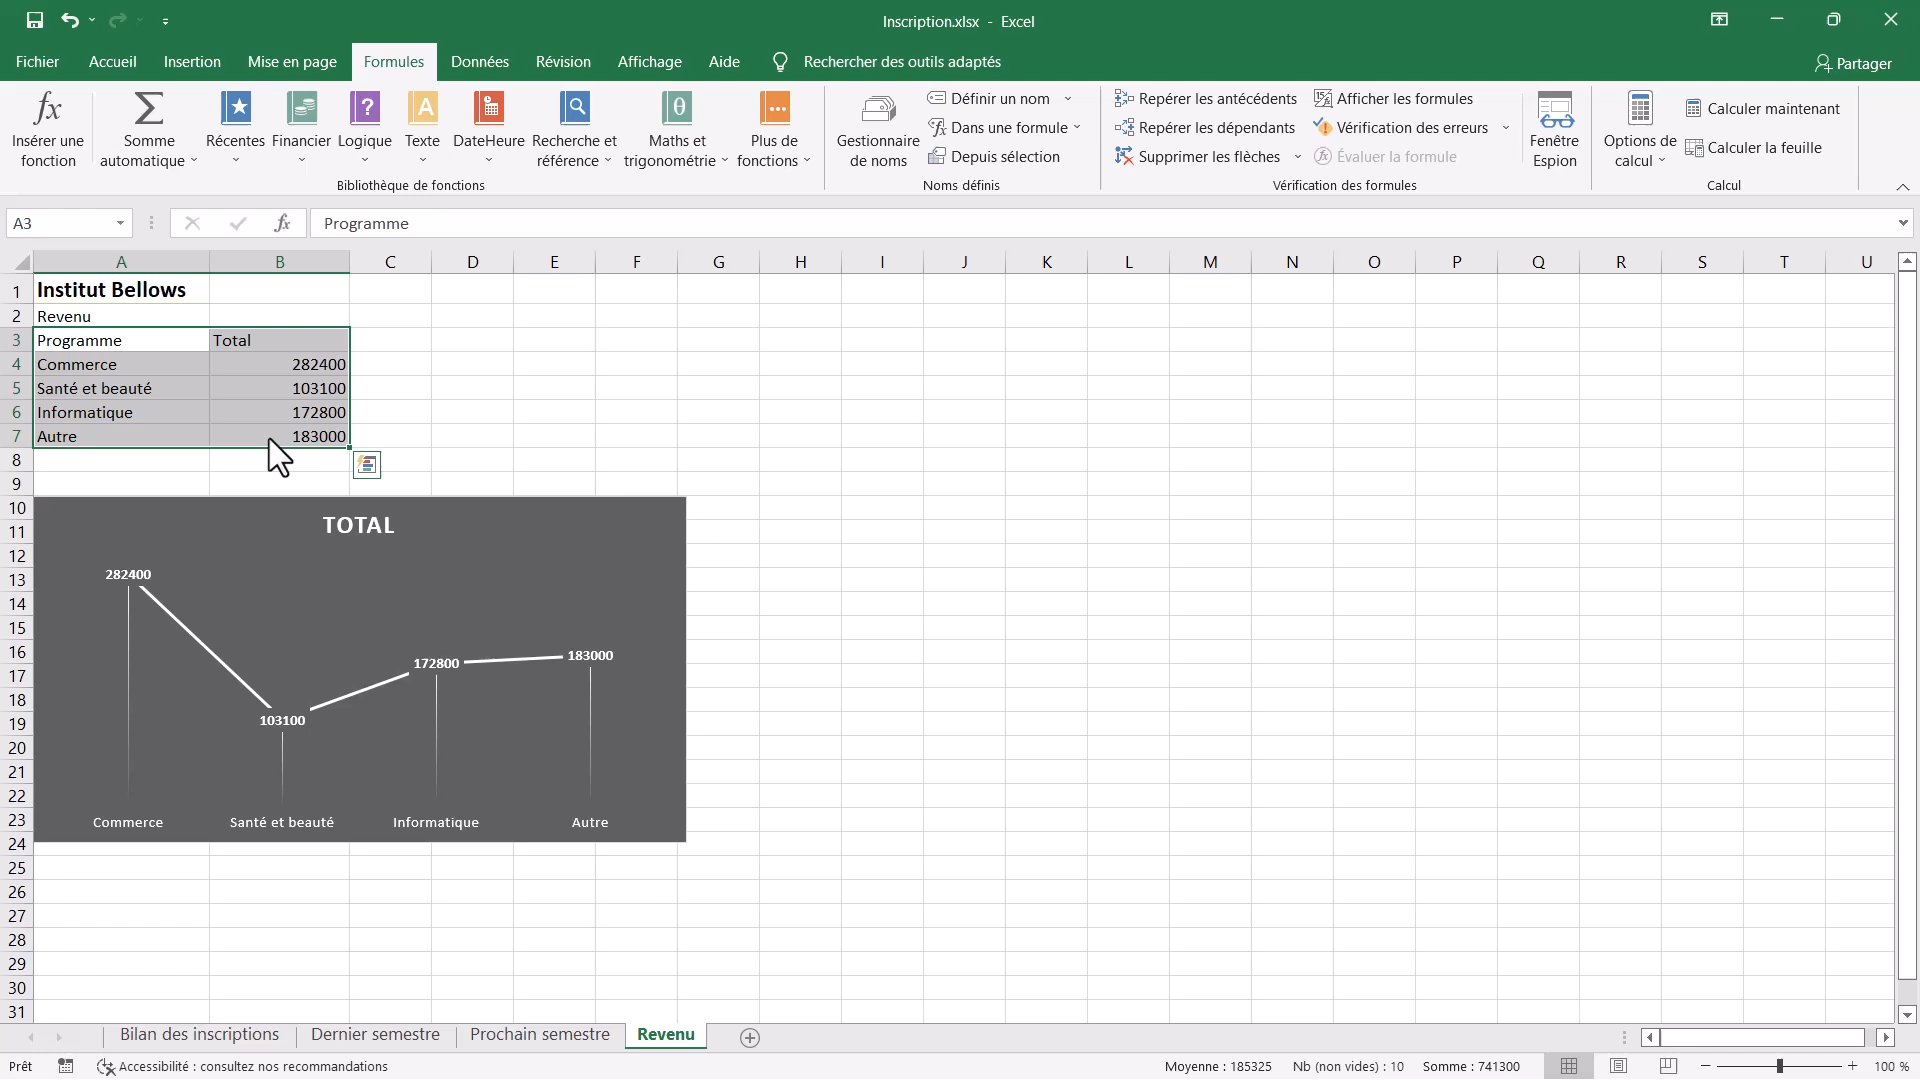 Inscription.xlsx - Excel
Fichier Accueil Insertion Mise en page Formules Données Révision Affichage Aide Rechercher des outils adaptés Partager
Insérer une fonction
Somme automatique
Récentes
Financier
Logique
Texte
DateHeure
Recherche et référence
Maths et trigonométrie
Plus de fonctions
Bibliothèque de fonctions
Gestionnaire de noms
Définir un nom
Dans une formule
Depuis sélection
Noms définis
Repérer les antécédents
Repérer les dépendants
Supprimer les flèches
Afficher les formules
Vérification des erreurs
Évaluer la formule
Fenêtre Espion
Vérification des formules
Options de calcul
Calculer maintenant
Calculer la feuille
Calcul
A3 fx Programme
A B C D E F G H I J K L M N O P Q R S T U
1 Institut Bellows
2 Revenu
3 Programme Total
4 Commerce 282400
5 Santé et beauté 103100
6 Informatique 172800
7 Autre 183000
8
9
10
11
12
13
14
15
16
17
18
19
20
21
22
23
24
25
26
27
28
29
30
31
TOTAL
282400
103100
172800
183000
Commerce Santé et beauté Informatique Autre
Bilan des inscriptions Dernier semestre Prochain semestre Revenu
Prêt Accessibilité : consultez nos recommandations Moyenne : 185325 Nb (non vides) : 10 Somme : 741300 100 %